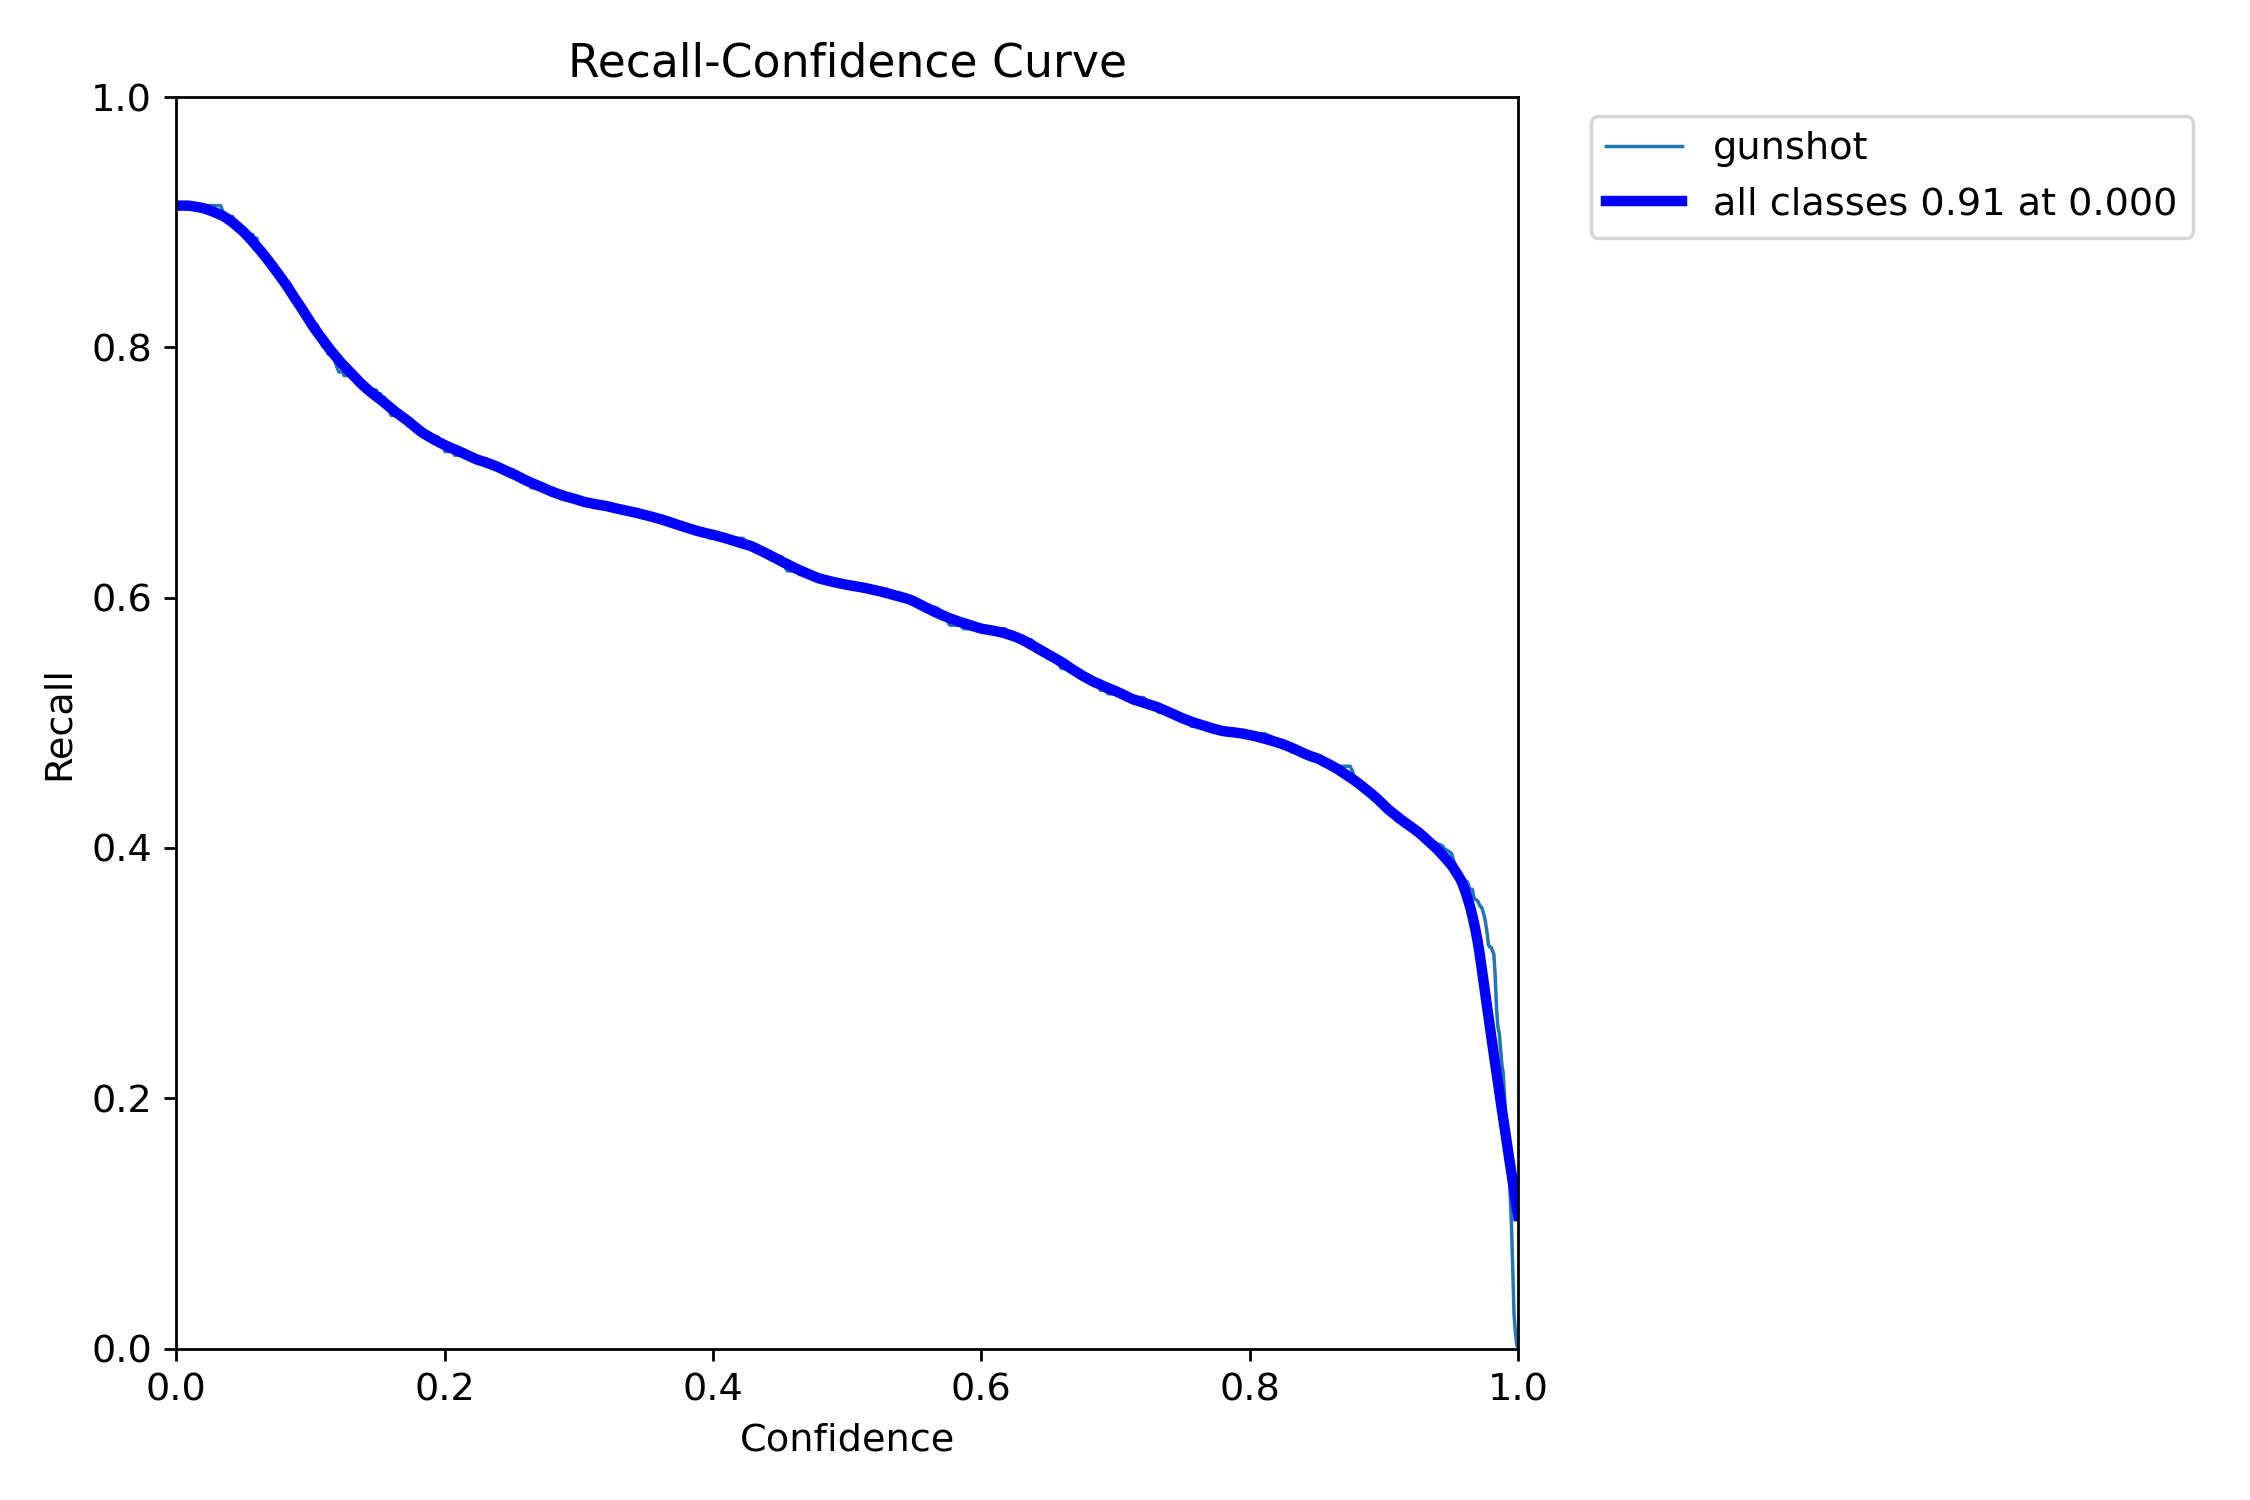 Recall-Confidence Curve
1.0
0.8
0.6
0.4
0.2
0.0
Recall
0.0 0.2 0.4 0.6 0.8 1.0
Confidence
gunshot
all classes 0.91 at 0.000